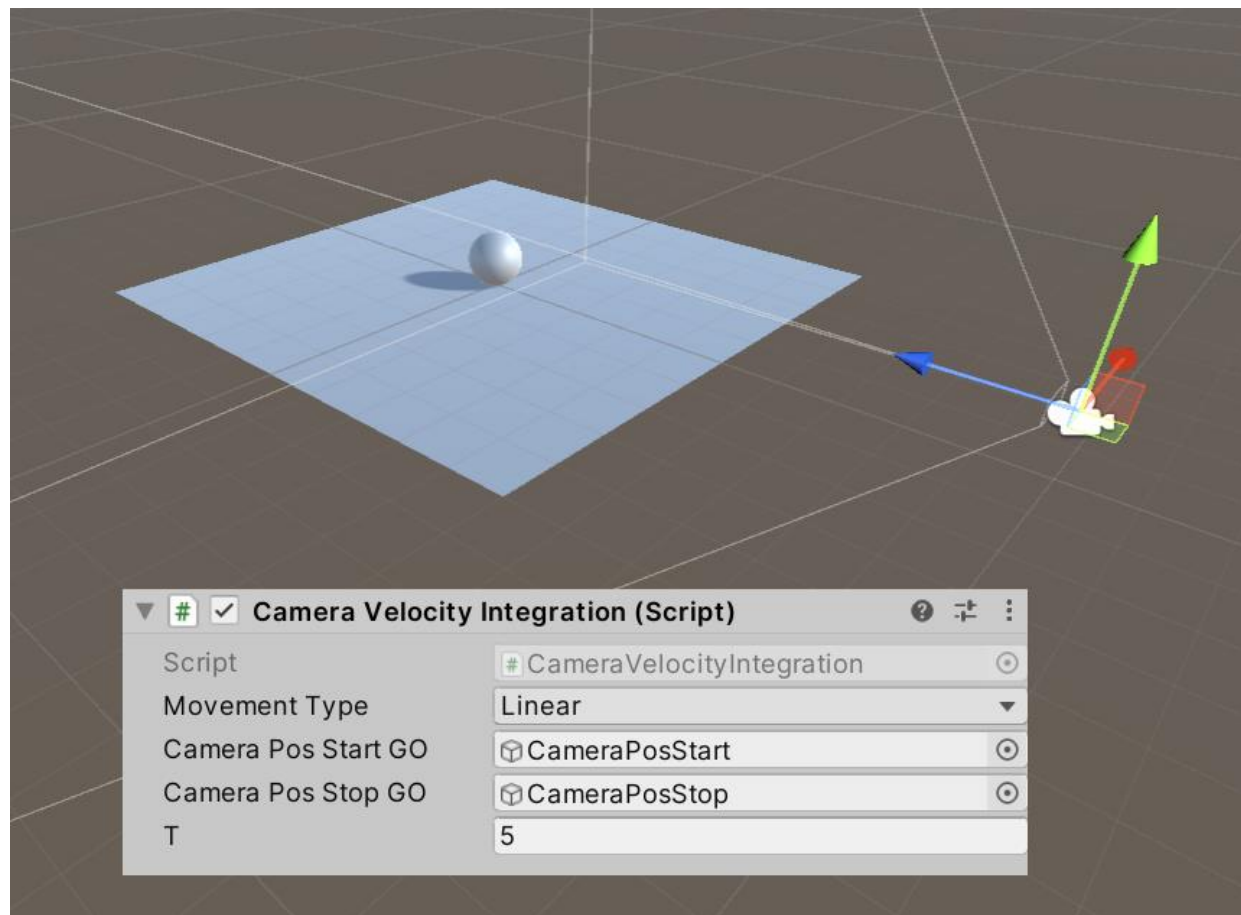 Camera Velocity Integration (Script)
Script # CameraVelocityIntegration
Movement Type Linear
Camera Pos Start GO CameraPosStart
Camera Pos Stop GO CameraPosStop
T 5